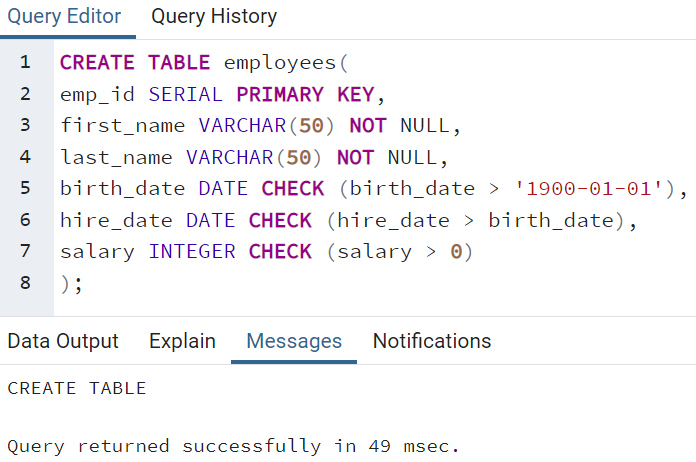 Query Editor Query History
1 CREATE TABLE employees(
2 emp_id SERIAL PRIMARY KEY,
3 first_name VARCHAR(50) NOT NULL,
4 last_name VARCHAR(50) NOT NULL,
5 birth_date DATE CHECK (birth_date > '1900-01-01'),
6 hire_date DATE CHECK (hire_date > birth_date),
7 salary INTEGER CHECK (salary > 0)
8 );
Data Output Explain Messages Notifications
CREATE TABLE
Query returned successfully in 49 msec.